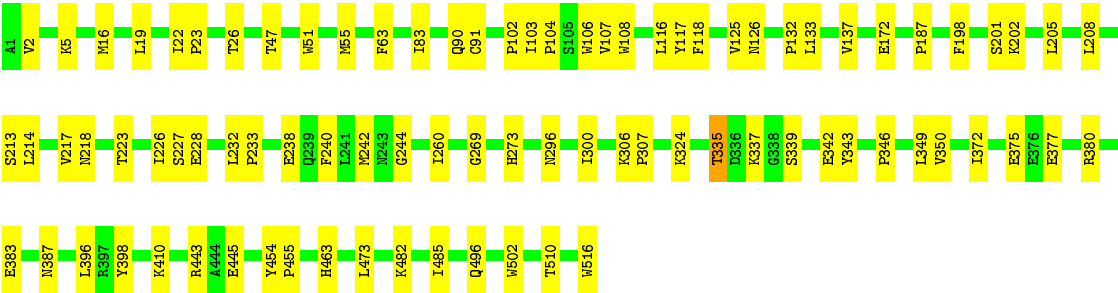 A1 V2 K5 M16 L19 I22 P23 T26 T47 W51 M55 F63 I83 Q90 C91 P102 I103 P104 S105 W106 V107 W108 L116 Y117 F118 V125 N126 P132 L133 V137 E172 P187 F198 S201 K202 L205 L208
S213 L214 V217 N218 T223 I226 S227 E228 L232 P233 E238 Q239 F240 L241 M242 N243 G244 I260 G269 H273 N296 I300 K306 P307 K324 T335 D336 K337 G338 S339 E342 Y343 P346 L349 V350 I372 E375 E376 E377 R380
E383 N387 L396 R397 Y398 K410 R443 A444 E445 Y454 P455 H463 L473 K482 I485 Q496 W502 T510 W516